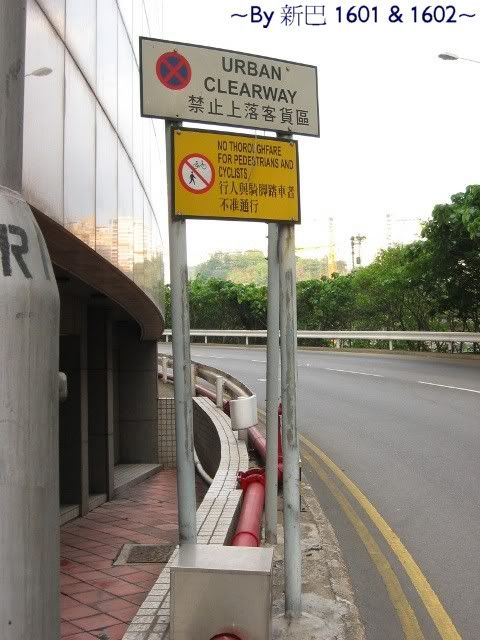 ~By 新巴 1601 & 1602~
URBAN
CLEARWAY
禁止上落客貨區
NO THOROUGHFARE
FOR PEDESTRIANS AND
CYCLISTS
行人與騎脚踏車者
不准通行
R